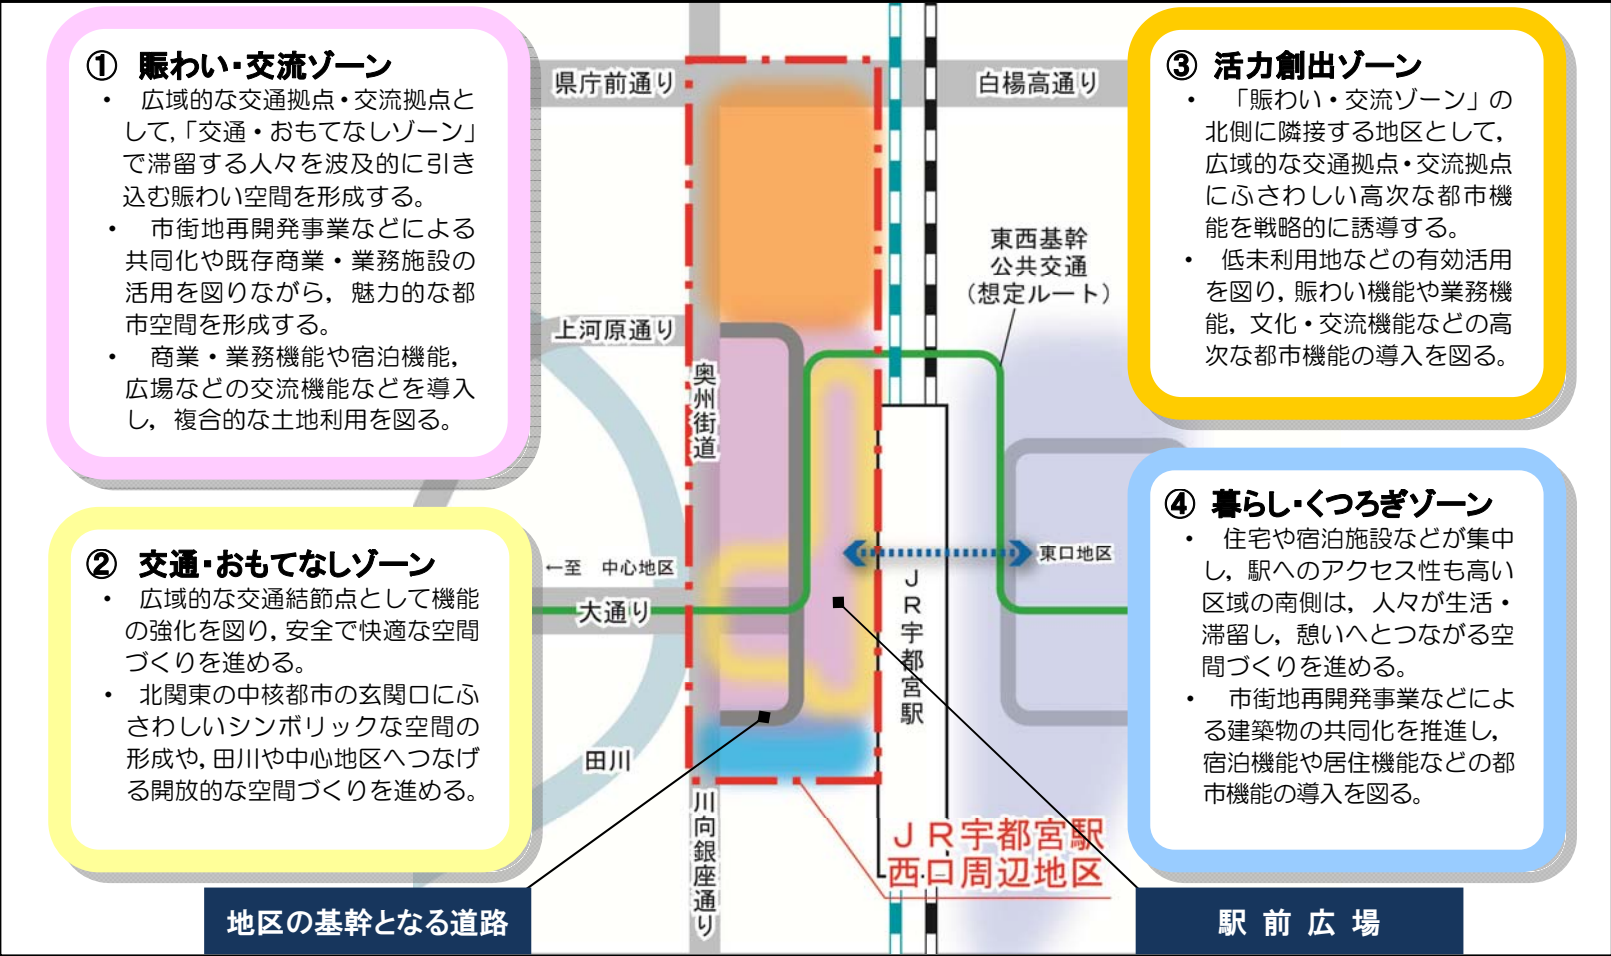 ① 賑わい・交流ゾーン
・ 広域的な交通拠点・交流拠点と
して，「交通・おもてなしゾーン」
で滞留する人々を波及的に引き
込む賑わい空間を形成する。
・ 市街地再開発事業などによる
共同化や既存商業・業務施設の
活用を図りながら，魅力的な都
市空間を形成する。
・ 商業・業務機能や宿泊機能，
広場などの交流機能などを導入
し，複合的な土地利用を図る。
② 交通・おもてなしゾーン
・ 広域的な交通結節点として機能
の強化を図り，安全で快適な空間
づくりを進める。
・ 北関東の中核都市の玄関口にふ
さわしいシンボリックな空間の
形成や，田川や中心地区へつなげ
る開放的な空間づくりを進める。
地区の基幹となる道路
県庁前通り
白楊高通り
東西基幹
公共交通
（想定ルート）
上河原通り
奥州街道
←至 中心地区
大通り
東口地区
ＪＲ宇都宮駅
田川
川向銀座通り
ＪＲ宇都宮駅
西口周辺地区
③ 活力創出ゾーン
・ 「賑わい・交流ゾーン」の
北側に隣接する地区として，
広域的な交通拠点・交流拠点
にふさわしい高次な都市機
能を戦略的に誘導する。
・ 低未利用地などの有効活用
を図り，賑わい機能や業務機
能，文化・交流機能などの高
次な都市機能の導入を図る。
④ 暮らし・くつろぎゾーン
・ 住宅や宿泊施設などが集中
し，駅へのアクセス性も高い
区域の南側は，人々が生活・
滞留し，憩いへとつながる空
間づくりを進める。
・ 市街地再開発事業などによ
る建築物の共同化を推進し，
宿泊機能や居住機能などの都
市機能の導入を図る。
駅前広場